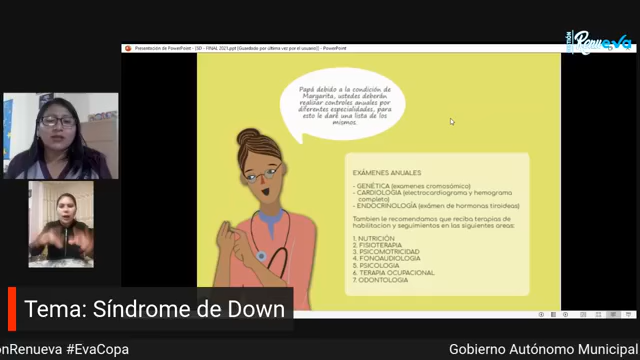 Presentación de PowerPoint - [SD - FINAL 2021.ppt [Guardado por última vez por el usuario] - PowerPoint
GESTIÓN
Renueva
Papá debido a la condición de
Margarita, ustedes deberán
realizar controles anuales por
diferentes especialidades, para
esto le daré una lista de los
mismos.
EXÁMENES ANUALES
- GENÉTICA (examenes cromosómico)
- CARDIOLOGÍA (electrocardiograma y hemograma
completo)
- ENDOCRINOLOGÍA (exámen de hormonas tiroideas)
Tambien le recomendamos que reciba terapias de
habilitacion y seguimientos en las siguientes areas:
1. NUTRICIÓN
2. FISIOTERAPIA
3. PSICOMOTRICIDAD
4. FONOAUDIOLOGIA
5. PSICOLOGIA
6. TERAPIA OCUPACIONAL
7. ODONTOLOGIA
Tema: Síndrome de Down
onRenueva #EvaCopa
Gobierno Autónomo Municipal